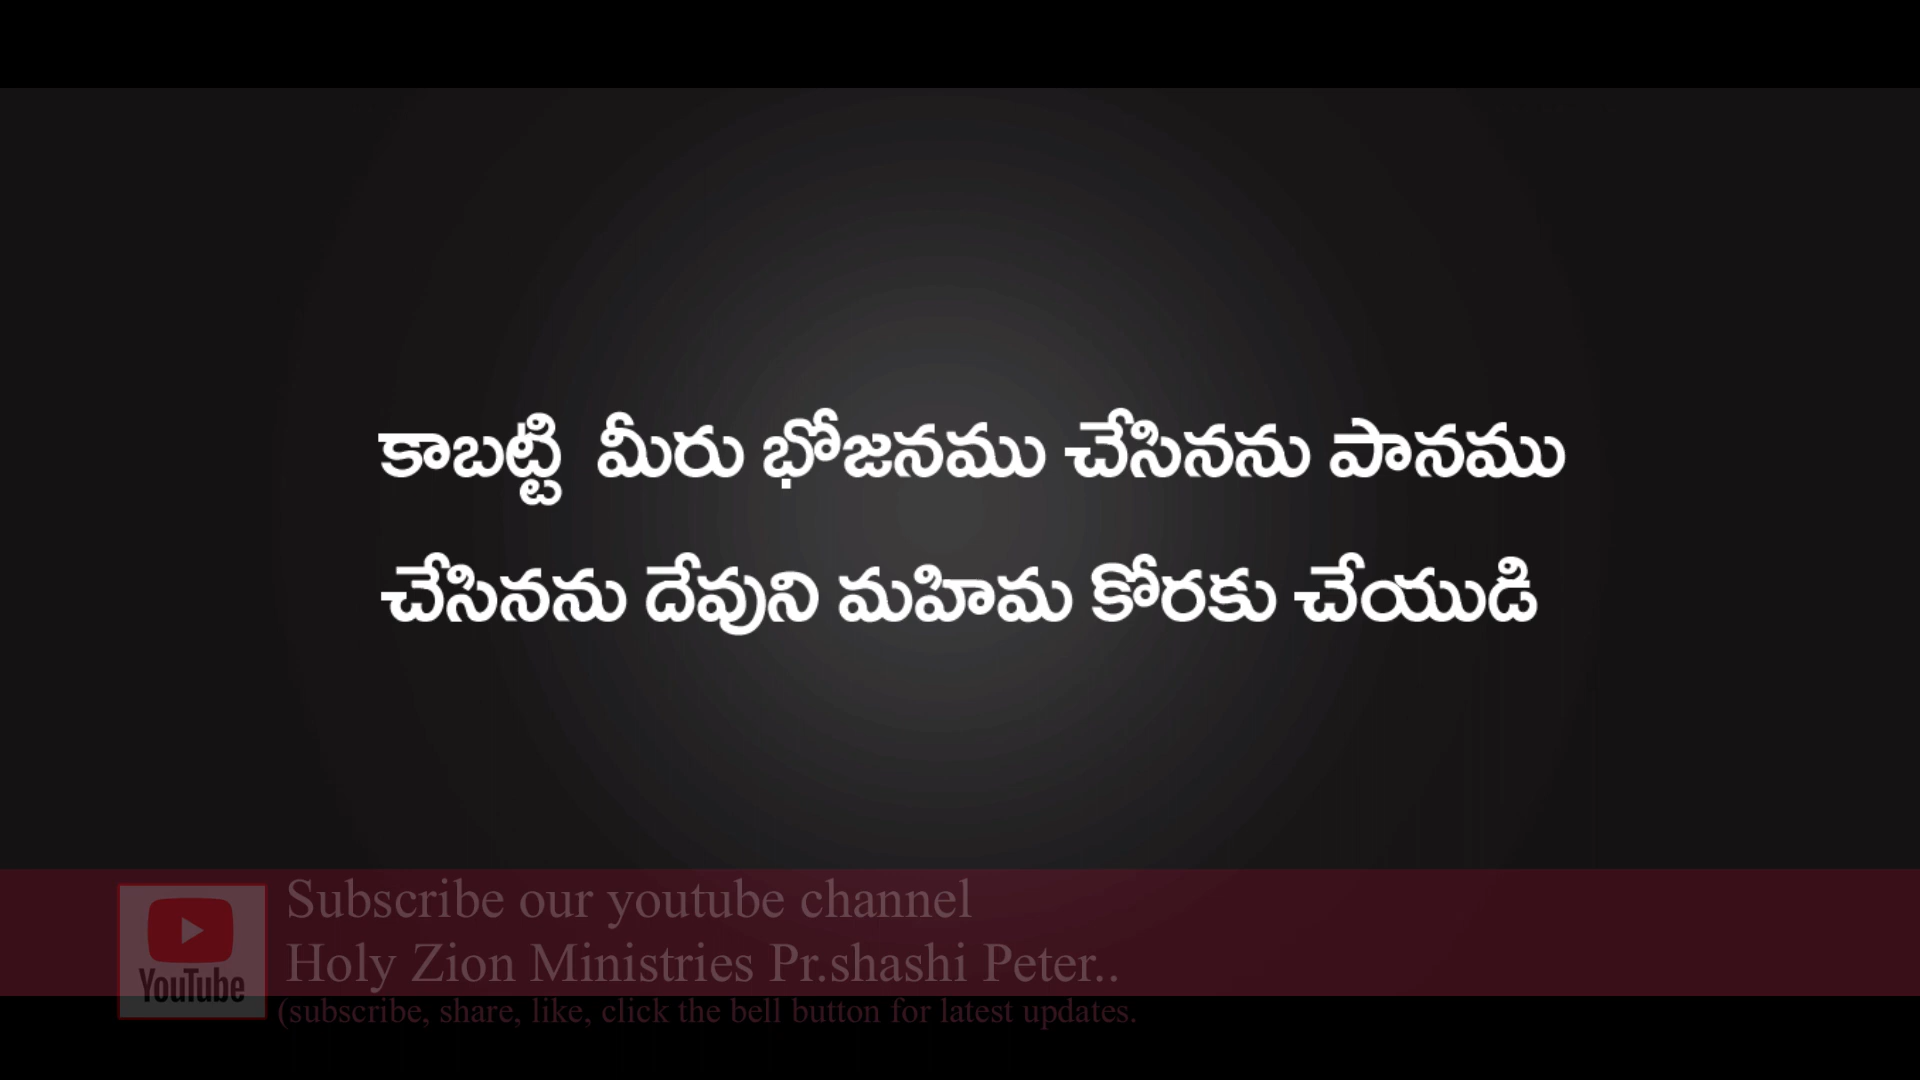 కాబట్టి మీరు భోజనము చేసినను పానము
చేసినను దేవుని మహిమ కోరకు చేయుడి
Subscribe our youtube channel
Holy Zion Ministries Pr.shashi Peter..
YouTube
(subscribe, share, like, click the bell button for latest updates.